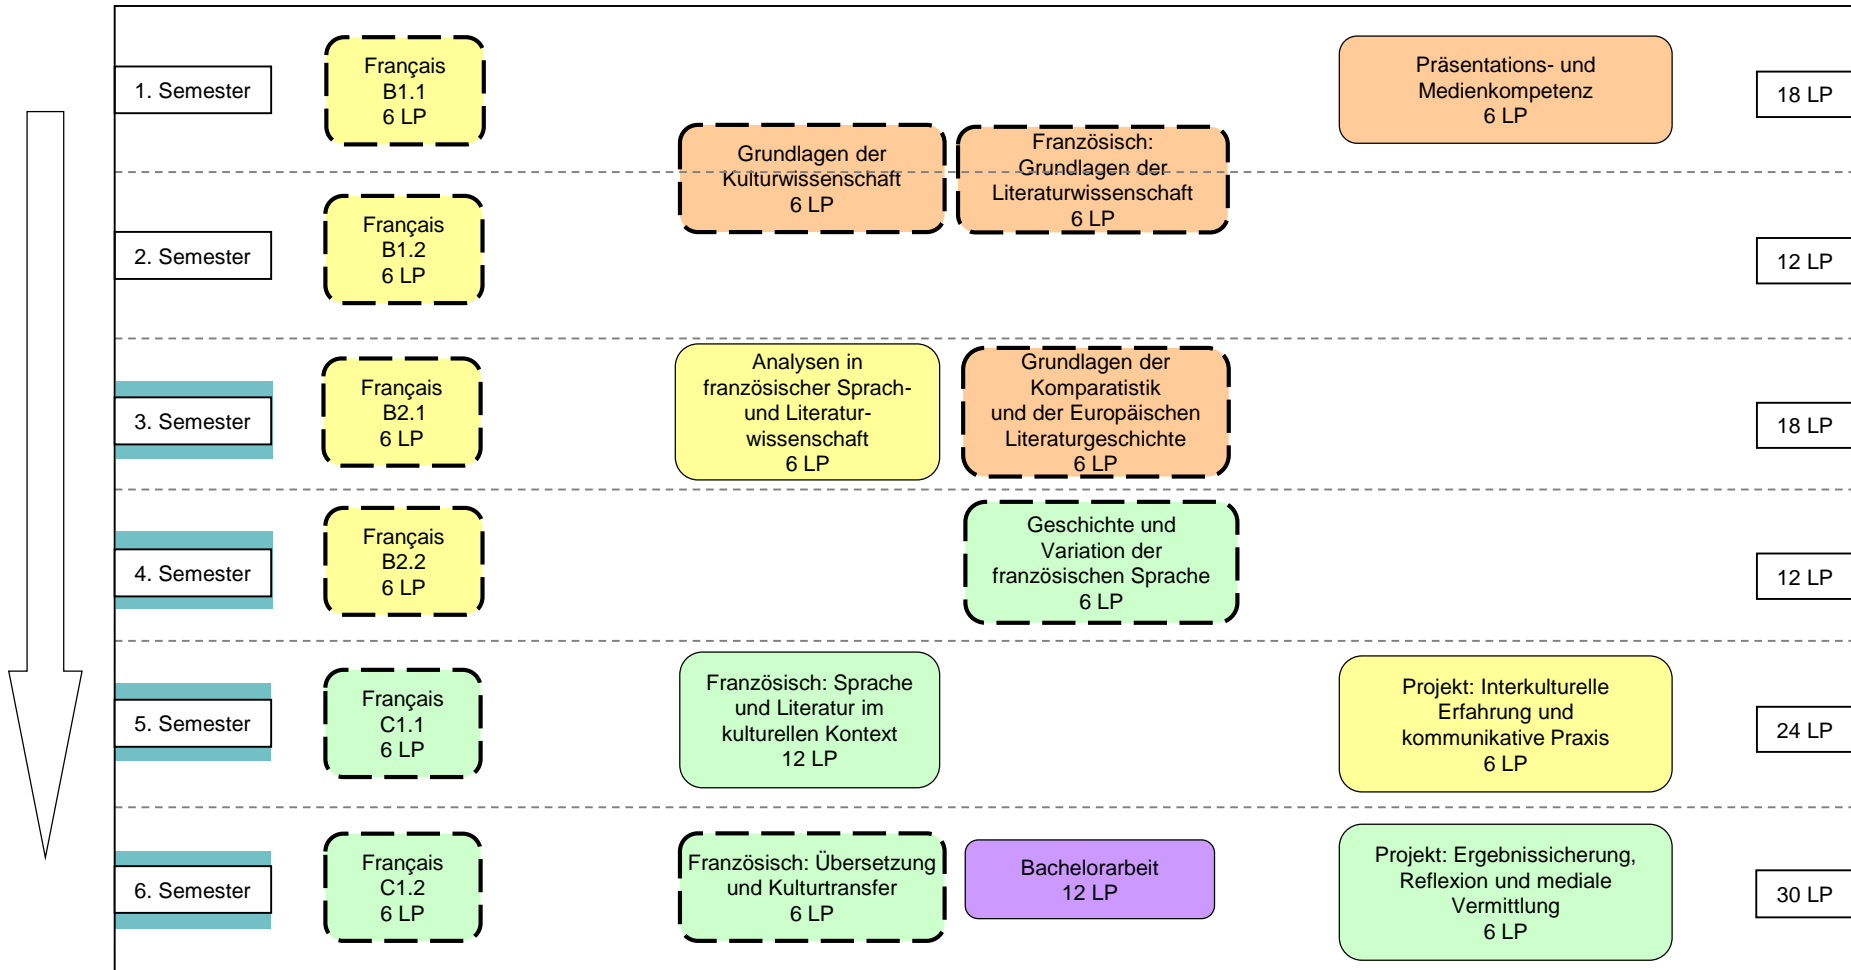 1. Semester
Français
B1.1
6 LP
Präsentations- und
Medienkompetenz
6 LP
18 LP
Grundlagen der
Kulturwissenschaft
6 LP
Französisch:
Grundlagen der
Literaturwissenschaft
6 LP
2. Semester
Français
B1.2
6 LP
12 LP
3. Semester
Français
B2.1
6 LP
Analysen in
französischer Sprach-
und Literatur-
wissenschaft
6 LP
Grundlagen der
Komparatistik
und der Europäischen
Literaturgeschichte
6 LP
18 LP
4. Semester
Français
B2.2
6 LP
Geschichte und
Variation der
französischen Sprache
6 LP
12 LP
5. Semester
Français
C1.1
6 LP
Französisch: Sprache
und Literatur im
kulturellen Kontext
12 LP
Projekt: Interkulturelle
Erfahrung und
kommunikative Praxis
6 LP
24 LP
6. Semester
Français
C1.2
6 LP
Französisch: Übersetzung
und Kulturtransfer
6 LP
Bachelorarbeit
12 LP
Projekt: Ergebnissicherung,
Reflexion und mediale
Vermittlung
6 LP
30 LP